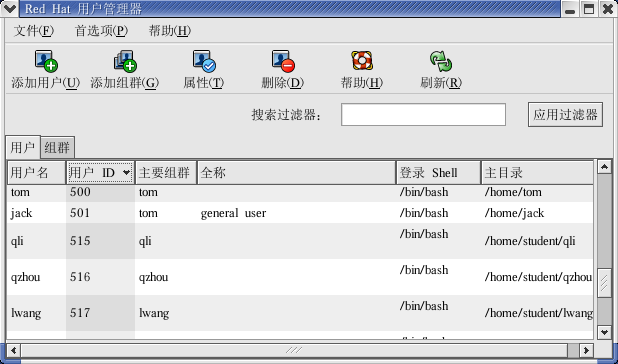 Red Hat 用户管理器
文件(F) 首选项(P) 帮助(H)
添加用户(U) 添加组群(G) 属性(T) 删除(D) 帮助(H) 刷新(R)
搜索过滤器： 应用过滤器
用户 组群
用户名 用户 ID 主要组群 全称 登录 Shell 主目录
tom 500 tom /bin/bash /home/tom
jack 501 tom general user /bin/bash /home/jack
qli 515 qli /bin/bash /home/student/qli
qzhou 516 qzhou /bin/bash /home/student/qzhou
lwang 517 lwang /bin/bash /home/student/lwang